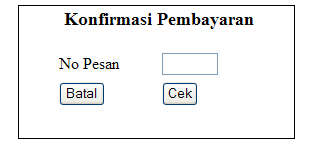 Konfirmasi Pembayaran
No Pesan
Batal Cek